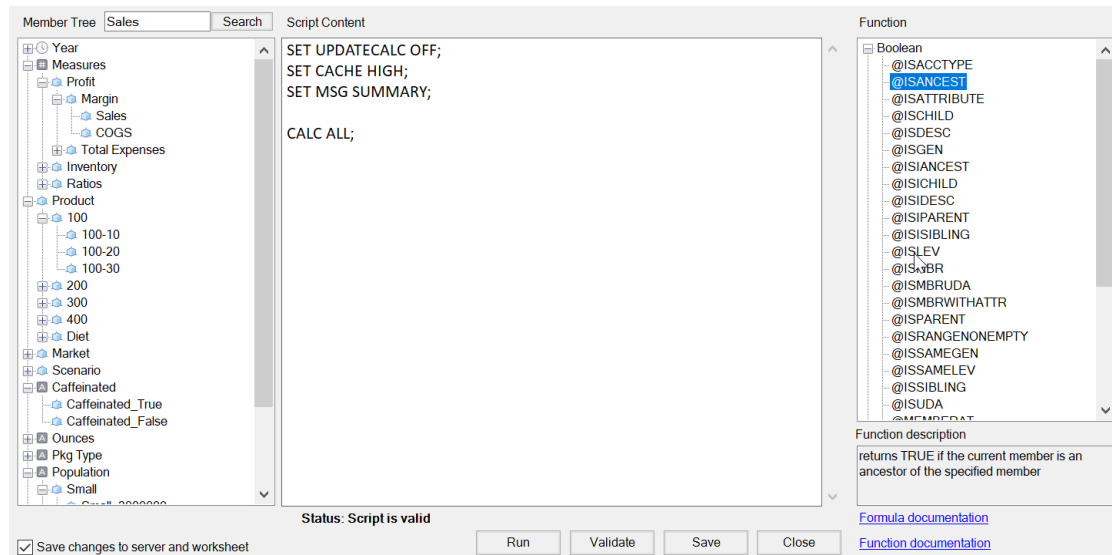 Member Tree
Sales
Search
Script Content
Function
Year
Measures
Profit
Margin
Sales
COGS
Total Expenses
Inventory
Ratios
Product
100
100-10
100-20
100-30
200
300
400
Diet
Market
Scenario
Caffeinated
Caffeinated_True
Caffeinated_False
Ounces
Pkg Type
Population
Small
SET UPDATECALC OFF;
SET CACHE HIGH;
SET MSG SUMMARY;
CALC ALL;
Boolean
@ISACCTYPE
@ISANCEST
@ISATTRIBUTE
@ISCHILD
@ISDESC
@ISGEN
@ISIANCEST
@ISICHILD
@ISIDESC
@ISIPARENT
@ISISIBLING
@ISLEV
@ISMBR
@ISMBRUDA
@ISMBRWITHATTR
@ISPARENT
@ISRANGENONEMPTY
@ISSAMEGEN
@ISSAMELEV
@ISSIBLING
@ISUDA
Function description
returns TRUE if the current member is an
ancestor of the specified member
Status: Script is valid
Formula documentation
Save changes to server and worksheet
Run
Validate
Save
Close
Function documentation